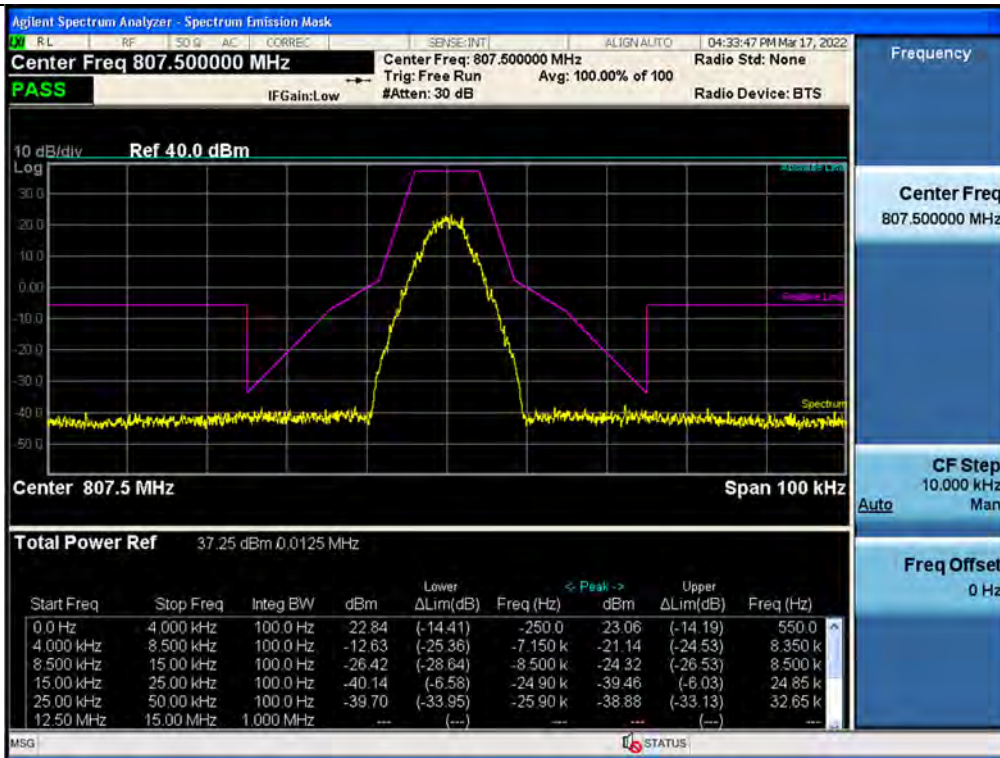 Agilent Spectrum Analyzer - Spectrum Emission Mask
LXI RL RF 50 Ω AC CORREC SENSE:INT ALIGN AUTO 04:33:47 PM Mar 17, 2022
Center Freq 807.500000 MHz
Center Freq: 807.500000 MHz
Radio Std: None
Trig: Free Run Avg: 100.00% of 100
PASS
IFGain:Low
#Atten: 30 dB
Radio Device: BTS
10 dB/div Ref 40.0 dBm
Log
Absolute Limit
30.0
20.0
10.0
0.00
Relative Limit
-10.0
-20.0
-30.0
Spectrum
-40.0
-50.0
Center 807.5 MHz Span 100 kHz
Total Power Ref 37.25 dBm /0.0125 MHz
Lower <- Peak -> Upper
Start Freq Stop Freq Integ BW dBm ΔLim(dB) Freq (Hz) dBm ΔLim(dB) Freq (Hz)
0.0 Hz 4.000 kHz 100.0 Hz 22.84 (-14.41) -250.0 23.06 (-14.19) 550.0
4.000 kHz 8.500 kHz 100.0 Hz -12.63 (-25.36) -7.150 k -21.14 (-24.53) 8.350 k
8.500 kHz 15.00 kHz 100.0 Hz -26.42 (-28.64) -8.500 k -24.32 (-26.53) 8.500 k
15.00 kHz 25.00 kHz 100.0 Hz -40.14 (-6.58) -24.90 k -39.46 (-6.03) 24.85 k
25.00 kHz 50.00 kHz 100.0 Hz -39.70 (-33.95) -25.90 k -38.88 (-33.13) 32.65 k
12.50 MHz 15.00 MHz 1.000 MHz --- (---) --- --- (---) ---
MSG STATUS
Frequency
Center Freq
807.500000 MHz
CF Step
10.000 kHz
Auto Man
Freq Offset
0 Hz